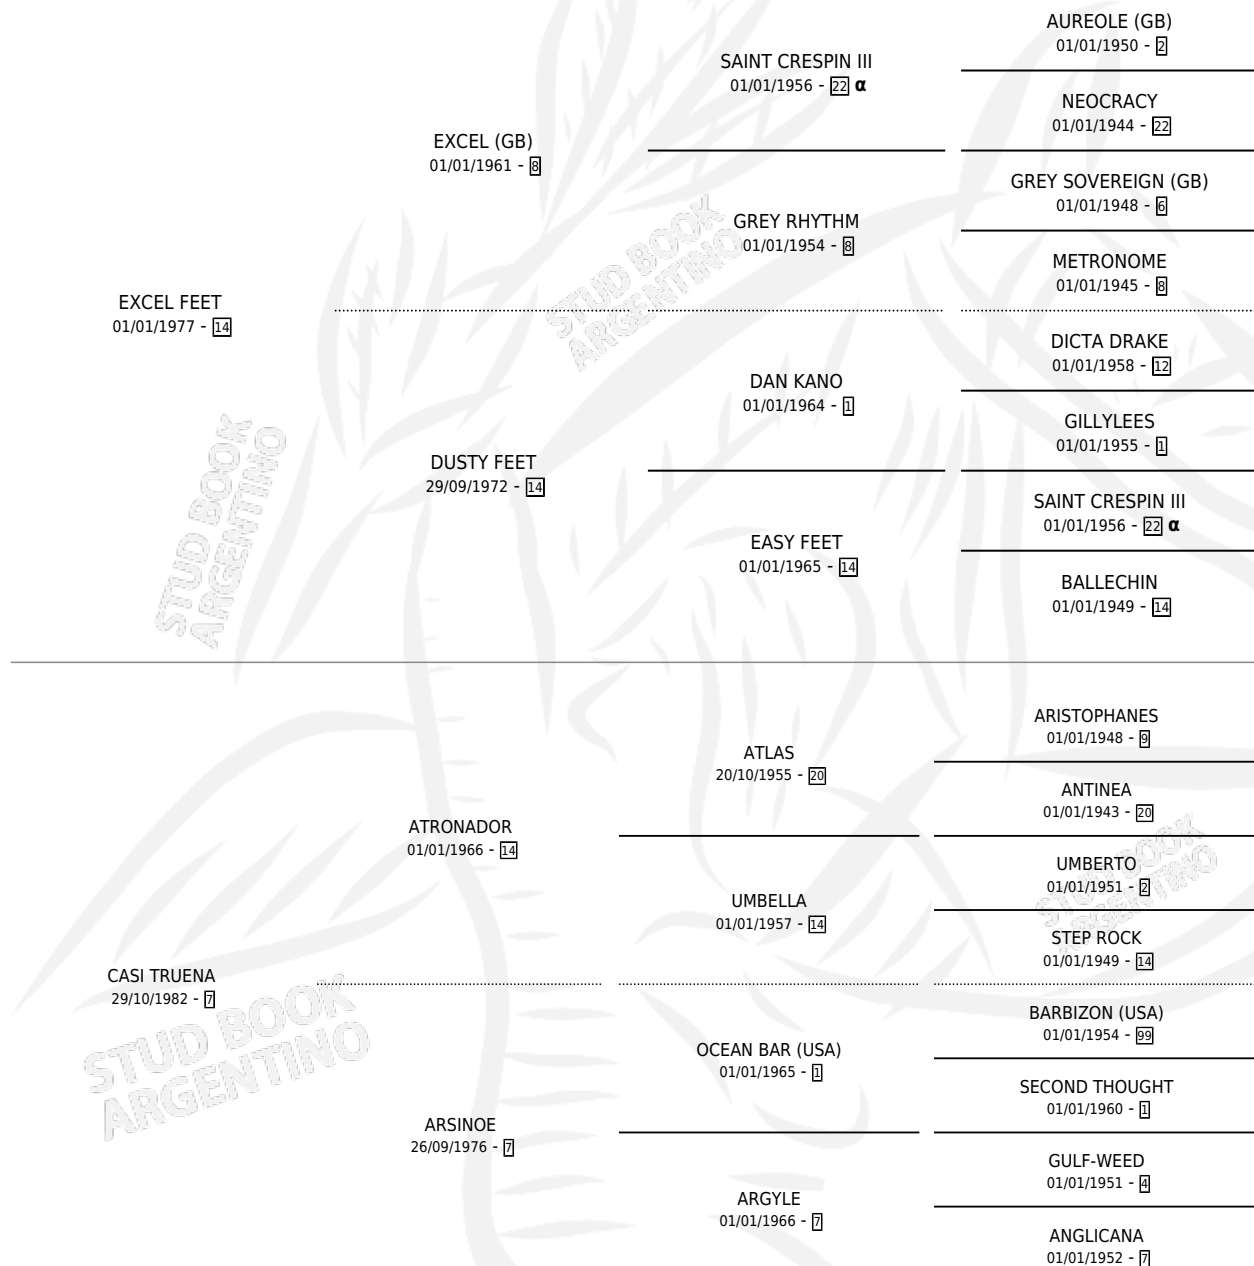 AUREOLE (GB)
01/01/1950 - 2
SAINT CRESPIN III
01/01/1956 - 22 α
NEOCRACY
01/01/1944 - 22
EXCEL (GB)
01/01/1961 - 8
GREY SOVEREIGN (GB)
01/01/1948 - 6
GREY RHYTHM
01/01/1954 - 8
METRONOME
01/01/1945 - 8
EXCEL FEET
01/01/1977 - 14
DICTA DRAKE
01/01/1958 - 12
DAN KANO
01/01/1964 - 1
GILLYLEES
01/01/1955 - 1
DUSTY FEET
29/09/1972 - 14
SAINT CRESPIN III
01/01/1956 - 22 α
EASY FEET
01/01/1965 - 14
BALLECHIN
01/01/1949 - 14
ARISTOPHANES
01/01/1948 - 9
ATLAS
20/10/1955 - 20
ANTINEA
01/01/1943 - 20
ATRONADOR
01/01/1966 - 14
UMBERTO
01/01/1951 - 2
UMBELLA
01/01/1957 - 14
STEP ROCK
01/01/1949 - 14
CASI TRUENA
29/10/1982 - 7
BARBIZON (USA)
01/01/1954 - 99
OCEAN BAR (USA)
01/01/1965 - 1
SECOND THOUGHT
01/01/1960 - 1
ARSINOE
26/09/1976 - 7
GULF-WEED
01/01/1951 - 4
ARGYLE
01/01/1966 - 7
ANGLICANA
01/01/1952 - 7
STUD BOOK
ARGENTINO
STUD BOOK
ARGENTINO
STUD BOOK
ARGENTINO
STUD BOOK
ARGENTINO